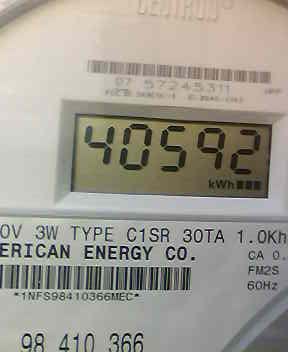 CENTRON®
07 57245311
40592
kWh
0V 3W TYPE C1SR 30TA 1.0Kh
ERICAN ENERGY CO.
CA 0.
FM2S
*1NFS98410366MEC*
60Hz
98 410 366